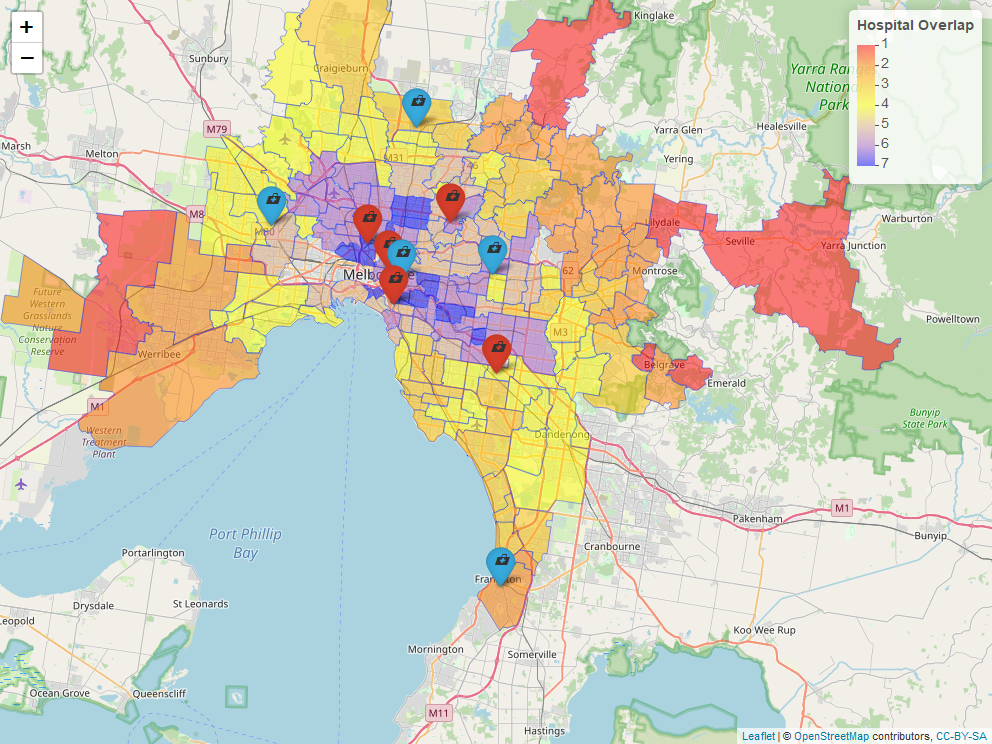 +
−
Hospital Overlap
1
2
3
4
5
6
7
Kinglake
Sunbury
Craigieburn
Yarra Ranges
National
Park
M79
Healesville
Yarra Glen
Marsh
Melton
M31
Yering
M8
M80
Lilydale
Warburton
Seville
Yarra Junction
Melbourne
62
Montrose
Future
Western
Grasslands
Nature
Conservation
Reserve
Powelltown
M3
Werribee
Belgrave
Emerald
M1
Bunyip
State Park
Western
Treatment
Plant
Dandenong
M1
Port Phillip
Bay
Pakenham
Bunyip
Portarlington
Cranbourne
Frankston
Drysdale
St Leonards
eopold
Koo Wee Rup
Mornington
Somerville
Ocean Grove
Queenscliff
M11
Hastings
Leaflet | © OpenStreetMap contributors, CC-BY-SA